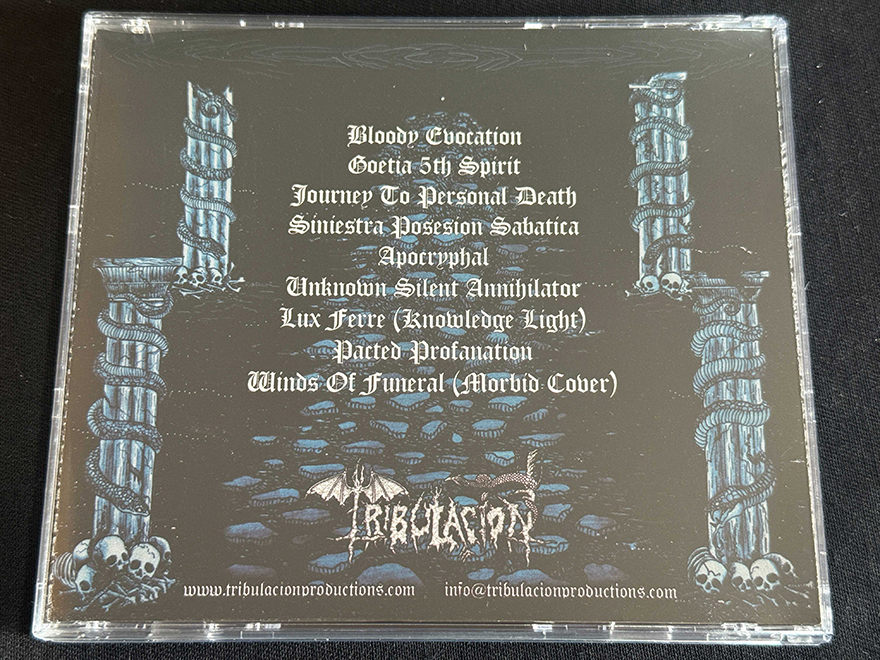 Bloody Evocation
Goetia 5th Spirit
Journey To Personal Death
Siniestra Posesion Sabatica
Apocryphal
Unknown Silent Annihilator
Lux Ferre (Knowledge Light)
Pacted Profanation
Winds Of Funeral (Morbid Cover)
TRIBULACION
www.tribulacionproductions.com info@tribulacionproductions.com